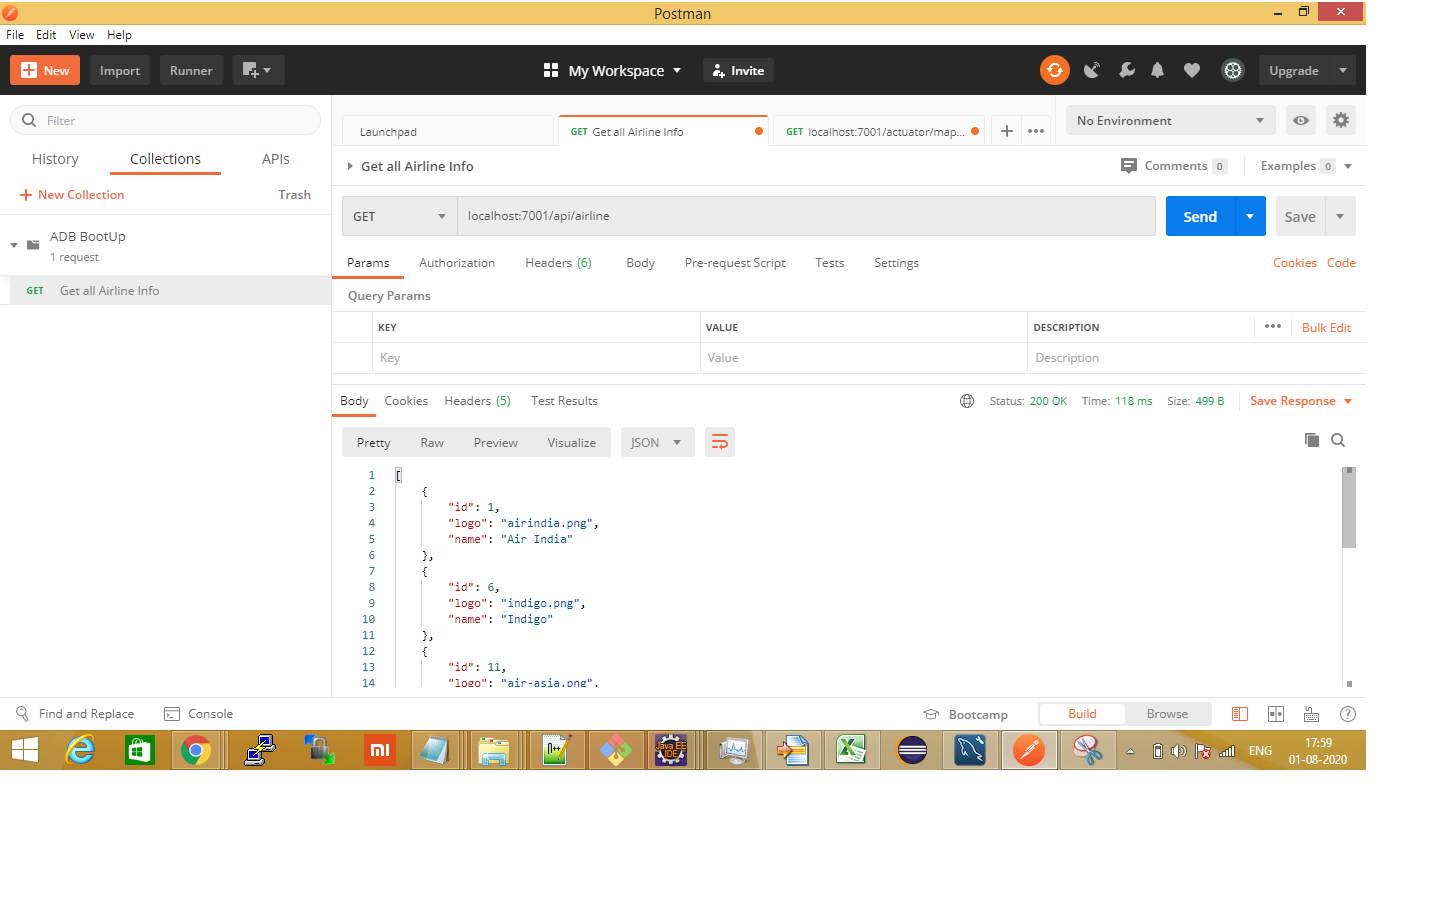 Postman
File Edit View Help
New Import Runner My Workspace Invite Upgrade
Filter
History Collections APIs
+ New Collection Trash
ADB BootUp
1 request
GET Get all Airline Info
Launchpad GET Get all Airline Info GET localhost:7001/actuator/map... + ••• No Environment
Get all Airline Info Comments 0 Examples 0
GET localhost:7001/api/airline Send Save
Params Authorization Headers (6) Body Pre-request Script Tests Settings Cookies Code
Query Params
KEY VALUE DESCRIPTION ••• Bulk Edit
Key Value Description
Body Cookies Headers (5) Test Results Status: 200 OK Time: 118 ms Size: 499 B Save Response
Pretty Raw Preview Visualize JSON
1 [
2 {
3 "id": 1,
4 "logo": "airindia.png",
5 "name": "Air India"
6 },
7 {
8 "id": 6,
9 "logo": "indigo.png",
10 "name": "Indigo"
11 },
12 {
13 "id": 11,
14 "logo": "air-asia.png",
Find and Replace Console Bootcamp Build Browse
mi N++ Java EE IDE ENG 17:59
01-08-2020